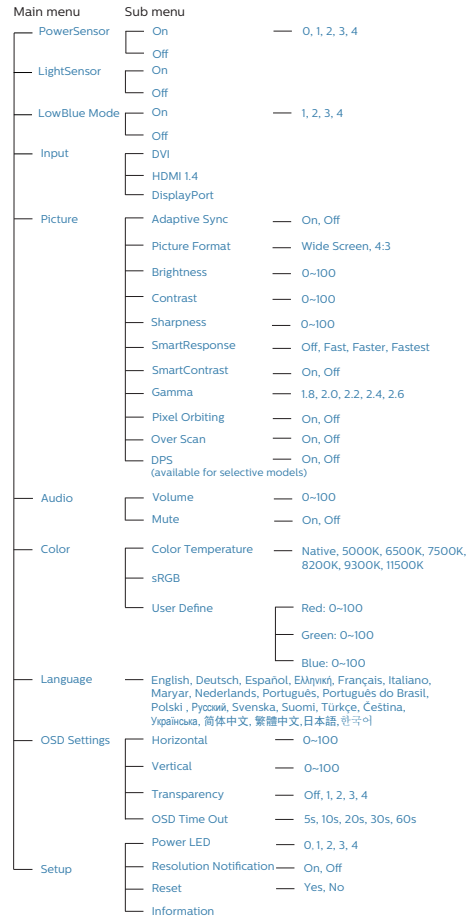 Main menu Sub menu
PowerSensor On 0, 1, 2, 3, 4
Off
LightSensor On
Off
LowBlue Mode On 1, 2, 3, 4
Off
Input DVI
HDMI 1.4
DisplayPort
Picture Adaptive Sync On, Off
Picture Format Wide Screen, 4:3
Brightness 0~100
Contrast 0~100
Sharpness 0~100
SmartResponse Off, Fast, Faster, Fastest
SmartContrast On, Off
Gamma 1.8, 2.0, 2.2, 2.4, 2.6
Pixel Orbiting On, Off
Over Scan On, Off
DPS On, Off
(available for selective models)
Audio Volume 0~100
Mute On, Off
Color Color Temperature Native, 5000K, 6500K, 7500K,
8200K, 9300K, 11500K
sRGB
User Define Red: 0~100
Green: 0~100
Blue: 0~100
Language English, Deutsch, Español, Ελληνική, Français, Italiano,
Maryar, Nederlands, Português, Português do Brasil,
Polski , Русский, Svenska, Suomi, Türkçe, Čeština,
Українська, 简体中文, 繁體中文,日本語,한국어
OSD Settings Horizontal 0~100
Vertical 0~100
Transparency Off, 1, 2, 3, 4
OSD Time Out 5s, 10s, 20s, 30s, 60s
Setup Power LED 0, 1, 2, 3, 4
Resolution Notification On, Off
Reset Yes, No
Information